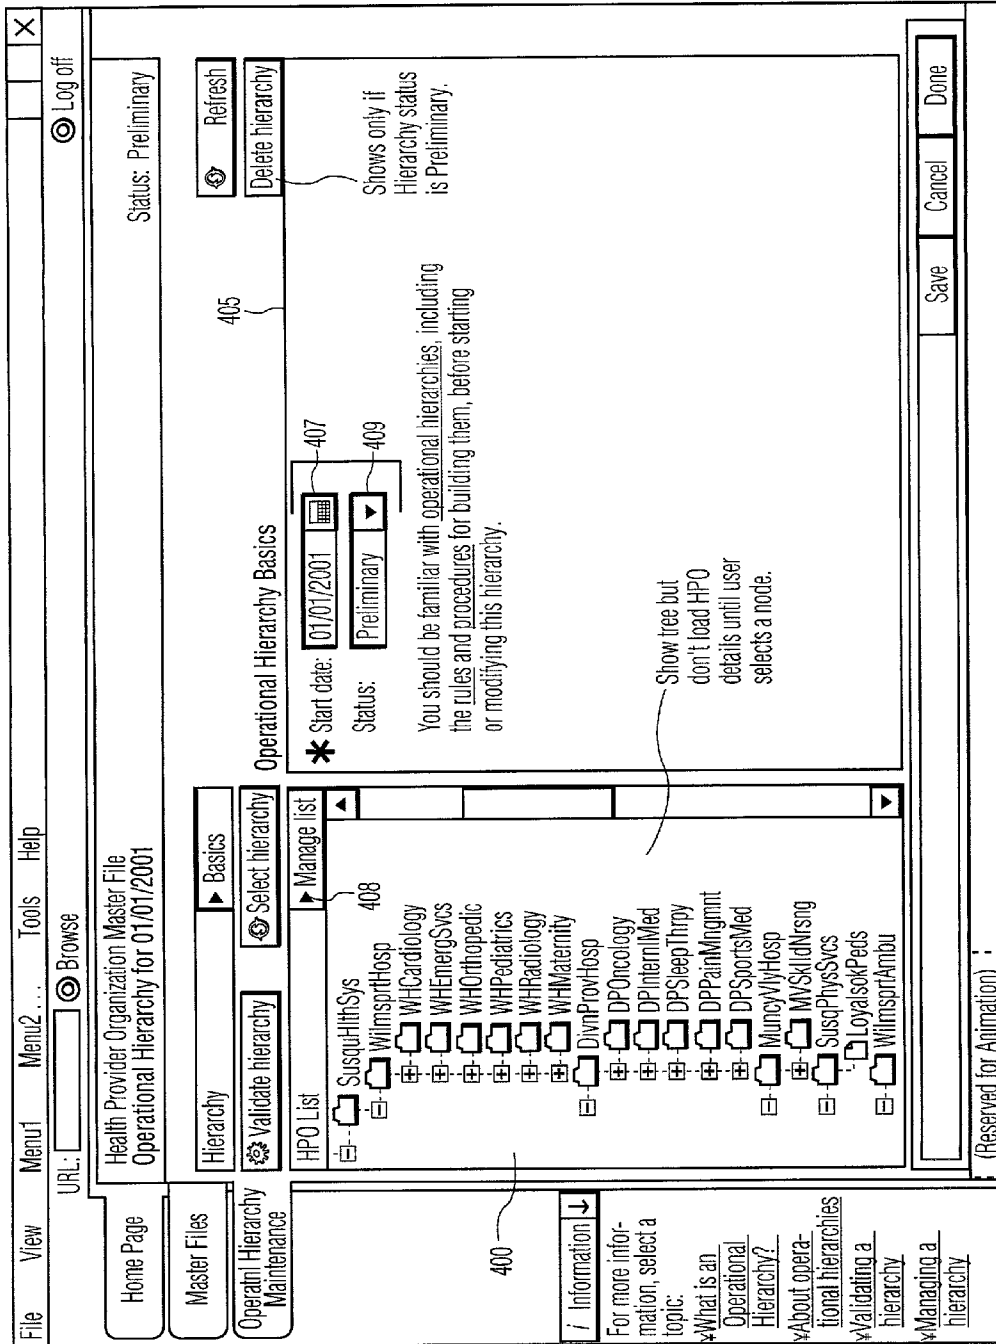 File View Menu1 Menu2... Tools Help
URL: Browse Log off
Home Page
Master Files
Operatnl Hierarchy
Maintenance
Health Provider Organization Master File
Operational Hierarchy for 01/01/2001
Status: Preliminary
Hierarchy Basics
Refresh
Validate hierarchy Select hierarchy
Operational Hierarchy Basics
Delete hierarchy
HPO List Manage list
408
SusquHlthSys
WilmsprtHosp
WHCardiology
WHEmergSvcs
WHOrthopedic
WHPediatrics
WHRadiology
WHMaternity
DivnProvHosp
DPOncology
DPInternlMed
DPSleepThrpy
DPPainMngmnt
DPSportsMed
MuncyVlyHosp
MVSkldNrsng
SusqPhysSvcs
LoyalsokPeds
WilmsprtAmbu
400
405
Start date: 01/01/2001
407
Status: Preliminary
409
You should be familiar with operational hierarchies, including
the rules and procedures for building them, before starting
or modifying this hierarchy.
Shows only if
Hierarchy status
is Preliminary.
Show tree but
don't load HPO
details until user
selects a node.
i Information
For more infor-
mation, select a
topic:
¥What is an
Operational
Hierarchy?
¥About opera-
tional hierarchies
¥Validating a
hierarchy
¥Managing a
hierarchy
Save Cancel Done
(Reserved for Animation)